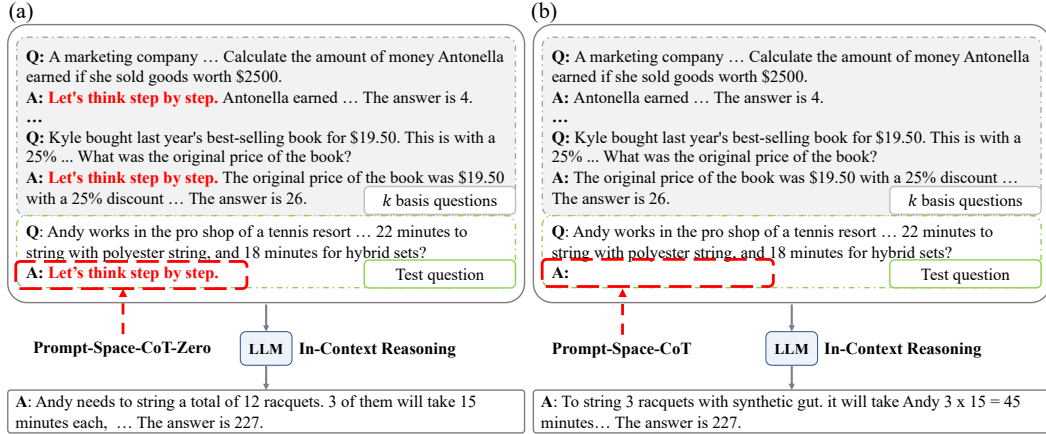 (a)
Q: A marketing company … Calculate the amount of money Antonella
earned if she sold goods worth $2500.
A: Let's think step by step. Antonella earned … The answer is 4.
…
Q: Kyle bought last year's best-selling book for $19.50. This is with a
25% ... What was the original price of the book?
A: Let's think step by step. The original price of the book was $19.50
with a 25% discount … The answer is 26.
k basis questions
Q: Andy works in the pro shop of a tennis resort … 22 minutes to
string with polyester string, and 18 minutes for hybrid sets?
A: Let's think step by step.
Test question
Prompt-Space-CoT-Zero
LLM
In-Context Reasoning
A: Andy needs to string a total of 12 racquets. 3 of them will take 15
minutes each, … The answer is 227.
(b)
Q: A marketing company … Calculate the amount of money Antonella
earned if she sold goods worth $2500.
A: Antonella earned … The answer is 4.
…
Q: Kyle bought last year's best-selling book for $19.50. This is with a
25% ... What was the original price of the book?
A: The original price of the book was $19.50 with a 25% discount …
The answer is 26.
k basis questions
Q: Andy works in the pro shop of a tennis resort … 22 minutes to
string with polyester string, and 18 minutes for hybrid sets?
A:
Test question
Prompt-Space-CoT
LLM
In-Context Reasoning
A: To string 3 racquets with synthetic gut. it will take Andy 3 x 15 = 45
minutes… The answer is 227.